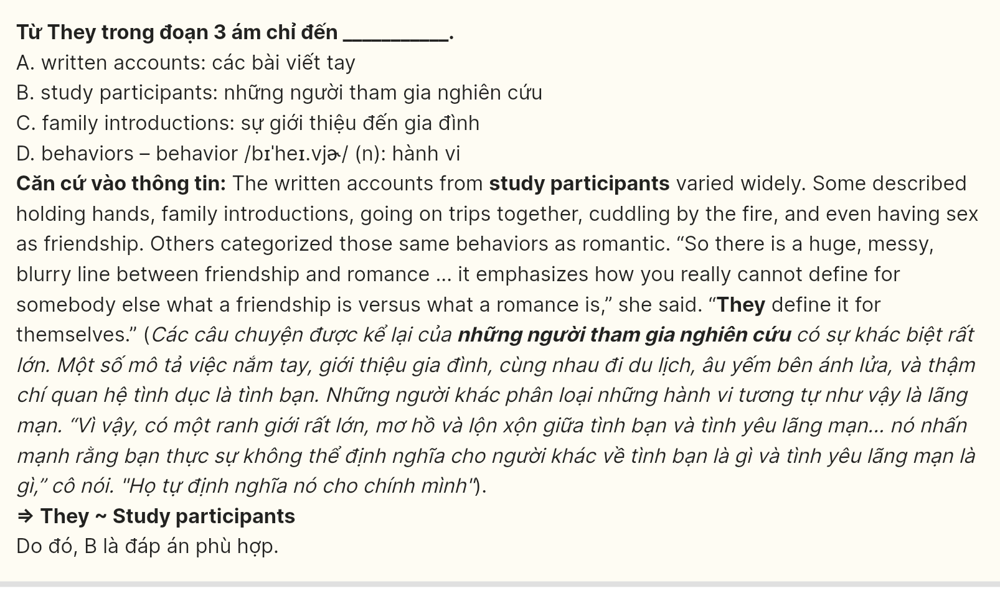 Từ They trong đoạn 3 ám chỉ đến ___________.
A. written accounts: các bài viết tay
B. study participants: những người tham gia nghiên cứu
C. family introductions: sự giới thiệu đến gia đình
D. behaviors – behavior /bɪˈheɪ.vjɚ/ (n): hành vi
Căn cứ vào thông tin: The written accounts from study participants varied widely. Some described
holding hands, family introductions, going on trips together, cuddling by the fire, and even having sex
as friendship. Others categorized those same behaviors as romantic. “So there is a huge, messy,
blurry line between friendship and romance ... it emphasizes how you really cannot define for
somebody else what a friendship is versus what a romance is,” she said. “They define it for
themselves.” (Các câu chuyện được kể lại của những người tham gia nghiên cứu có sự khác biệt rất
lớn. Một số mô tả việc nắm tay, giới thiệu gia đình, cùng nhau đi du lịch, âu yếm bên ánh lửa, và thậm
chí quan hệ tình dục là tình bạn. Những người khác phân loại những hành vi tương tự như vậy là lãng
mạn. “Vì vậy, có một ranh giới rất lớn, mơ hồ và lộn xộn giữa tình bạn và tình yêu lãng mạn... nó nhấn
mạnh rằng bạn thực sự không thể định nghĩa cho người khác về tình bạn là gì và tình yêu lãng mạn là
gì,” cô nói. "Họ tự định nghĩa nó cho chính mình").
⇒ They ~ Study participants
Do đó, B là đáp án phù hợp.